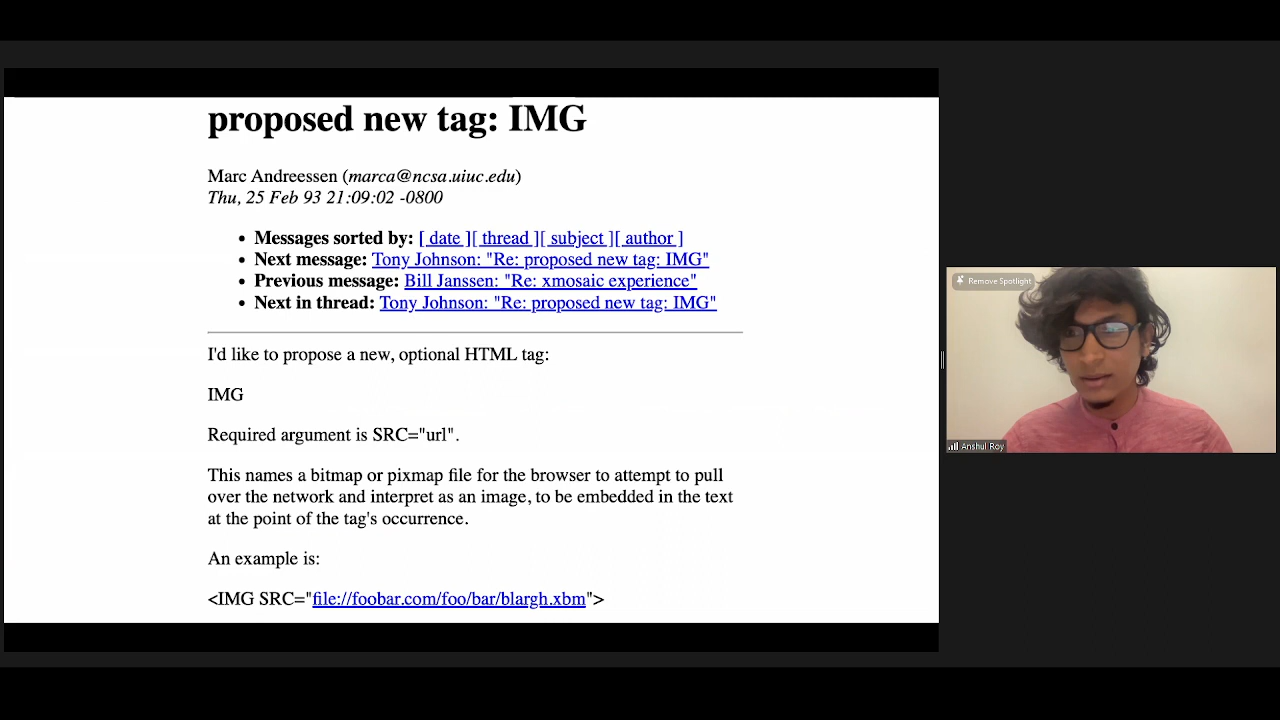 proposed new tag: IMG
Marc Andreessen (marca@ncsa.uiuc.edu)
Thu, 25 Feb 93 21:09:02 -0800
• Messages sorted by: [ date ][ thread ][ subject ][ author ]
• Next message: Tony Johnson: "Re: proposed new tag: IMG"
• Previous message: Bill Janssen: "Re: xmosaic experience"
• Next in thread: Tony Johnson: "Re: proposed new tag: IMG"
I'd like to propose a new, optional HTML tag:
IMG
Required argument is SRC="url".
This names a bitmap or pixmap file for the browser to attempt to pull
over the network and interpret as an image, to be embedded in the text
at the point of the tag's occurrence.
An example is:
<IMG SRC="file://foobar.com/foo/bar/blargh.xbm">
Remove Spotlight
Anshul Roy